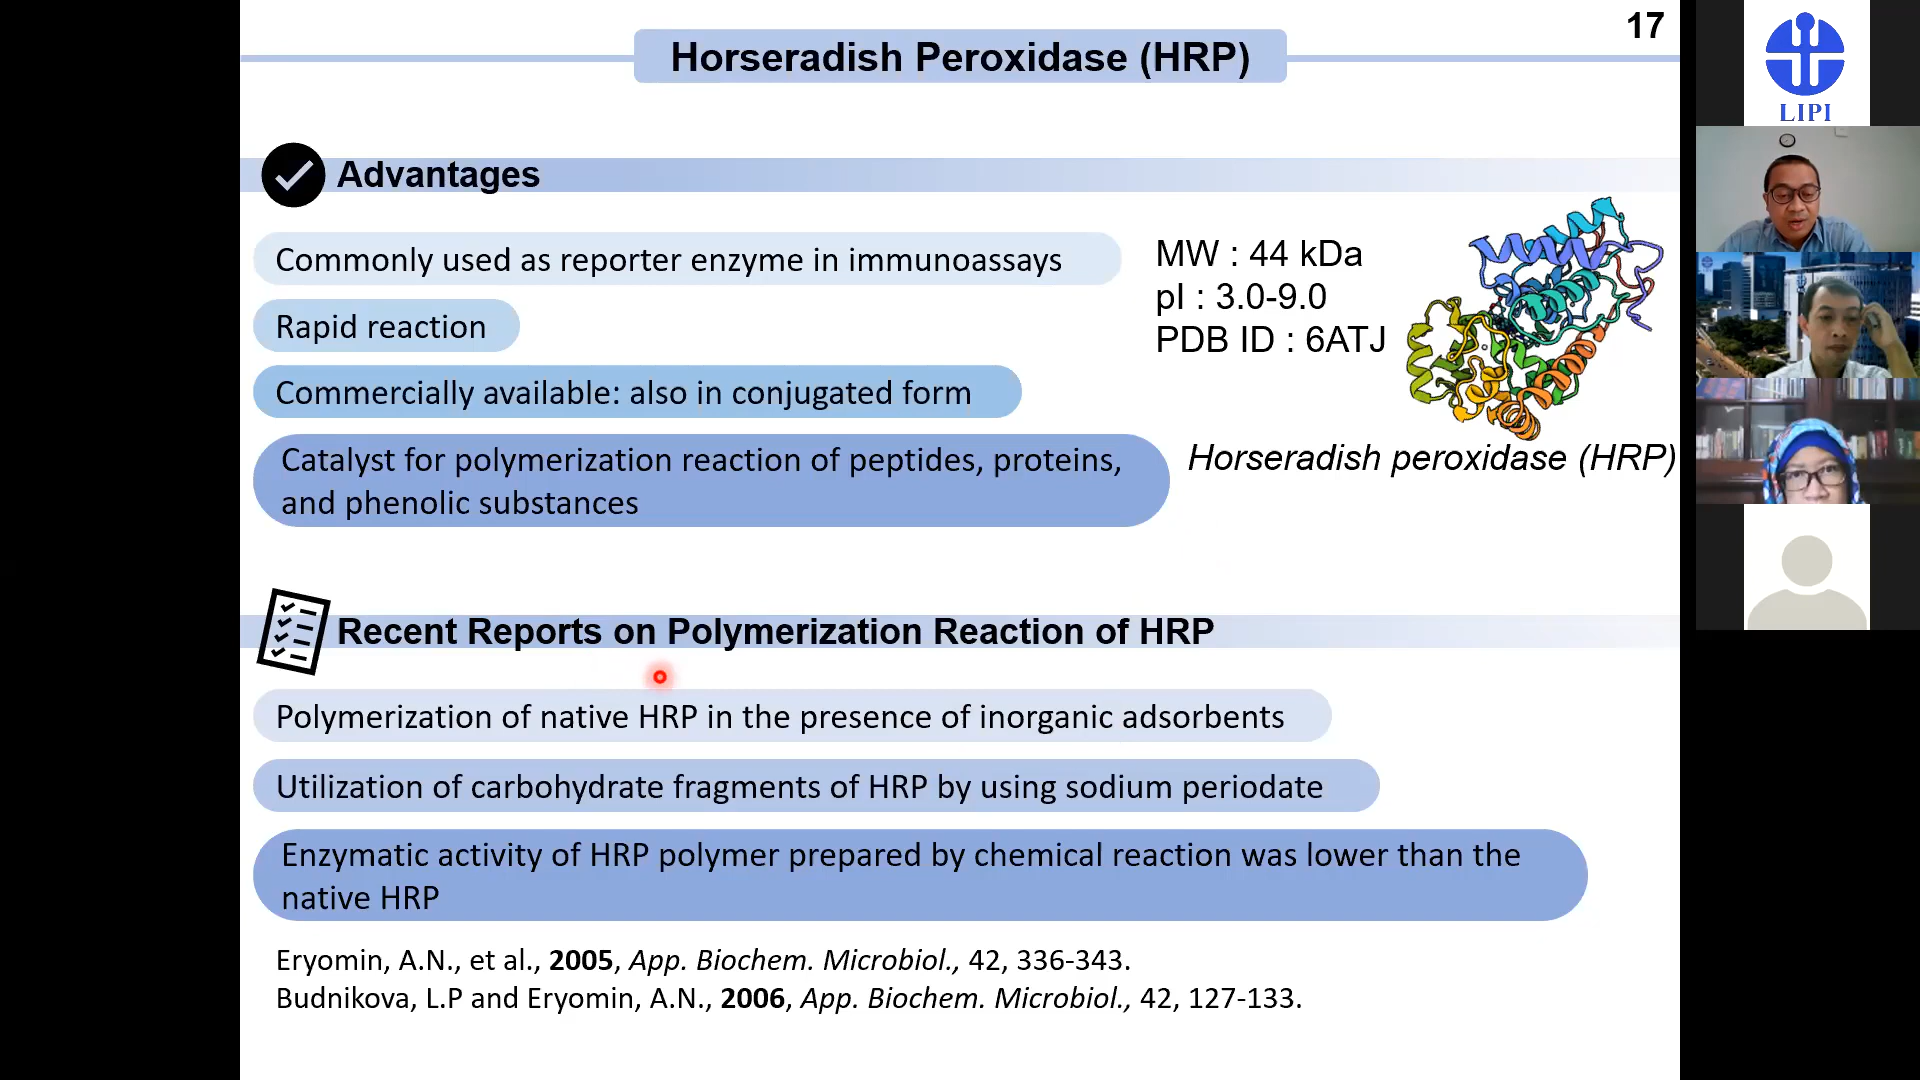 17
Horseradish Peroxidase (HRP)
Advantages
Commonly used as reporter enzyme in immunoassays
Rapid reaction
Commercially available: also in conjugated form
Catalyst for polymerization reaction of peptides, proteins,
and phenolic substances
MW : 44 kDa
pI : 3.0-9.0
PDB ID : 6ATJ
Horseradish peroxidase (HRP)
Recent Reports on Polymerization Reaction of HRP
Polymerization of native HRP in the presence of inorganic adsorbents
Utilization of carbohydrate fragments of HRP by using sodium periodate
Enzymatic activity of HRP polymer prepared by chemical reaction was lower than the
native HRP
Eryomin, A.N., et al., 2005, App. Biochem. Microbiol., 42, 336-343.
Budnikova, L.P and Eryomin, A.N., 2006, App. Biochem. Microbiol., 42, 127-133.
LIPI